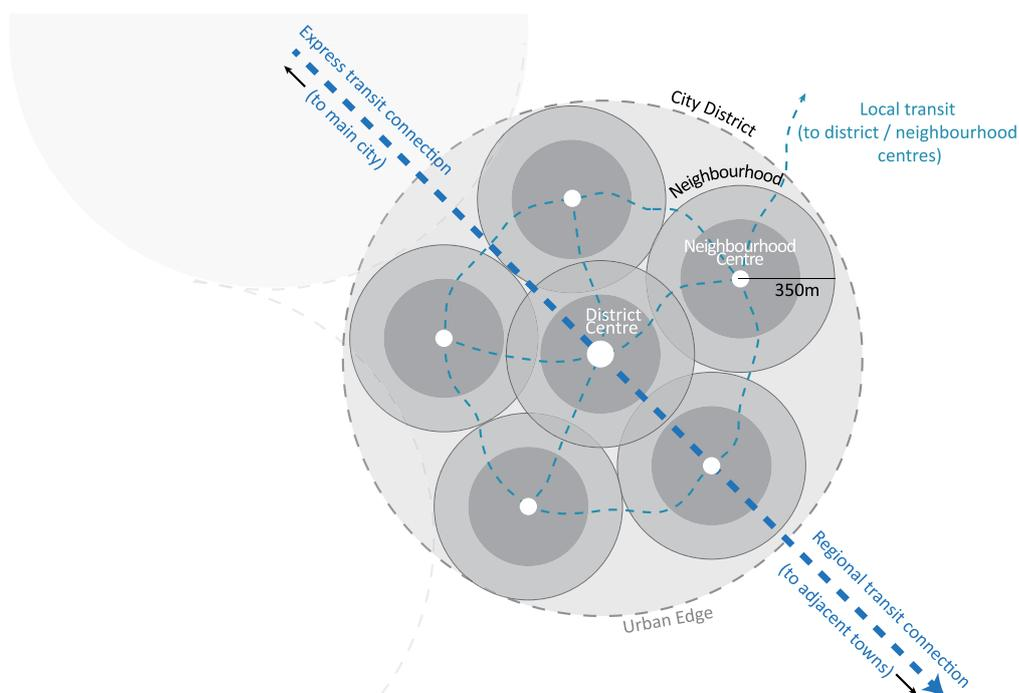 Express transit connection
(to main city)
City District
Local transit
(to district / neighbourhood
centres)
Neighbourhood
Neighbourhood
Centre
350m
District
Centre
Regional transit connection
(to adjacent towns)
Urban Edge